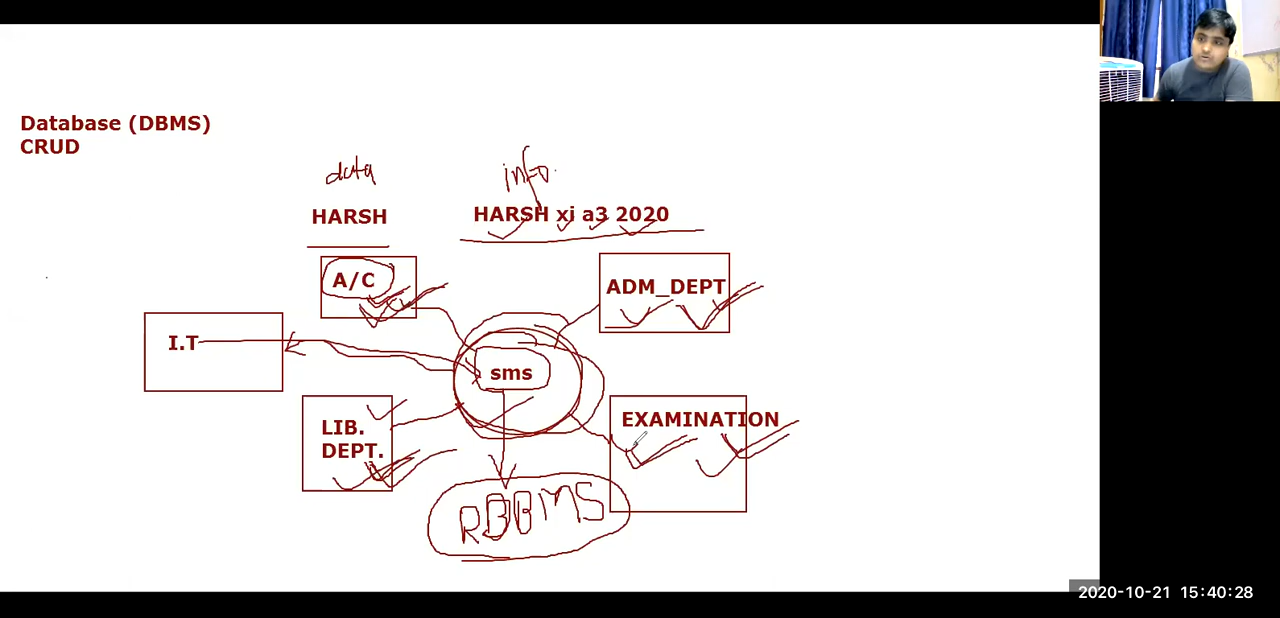 Database (DBMS)
CRUD
data
info.
HARSH
HARSH xi a3 2020
A/C
ADM_DEPT
I.T
sms
LIB.
DEPT.
EXAMINATION
RDBMS
2020-10-21 15:40:28